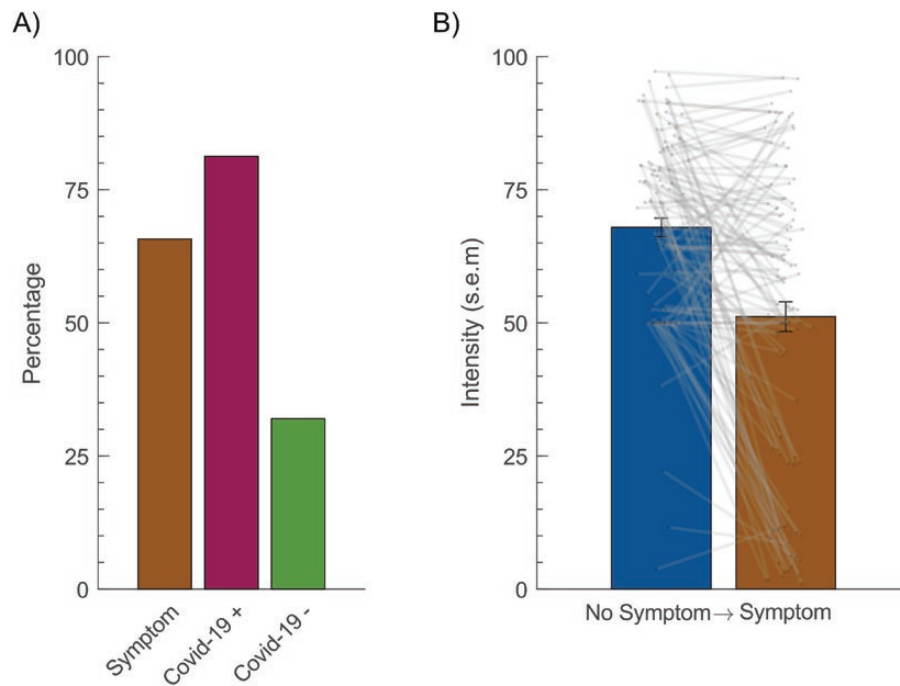 A)
100
75
50
25
0
Percentage
Symptom
Covid-19 +
Covid-19 -
B)
100
75
50
25
0
Intensity (s.e.m)
No Symptom → Symptom